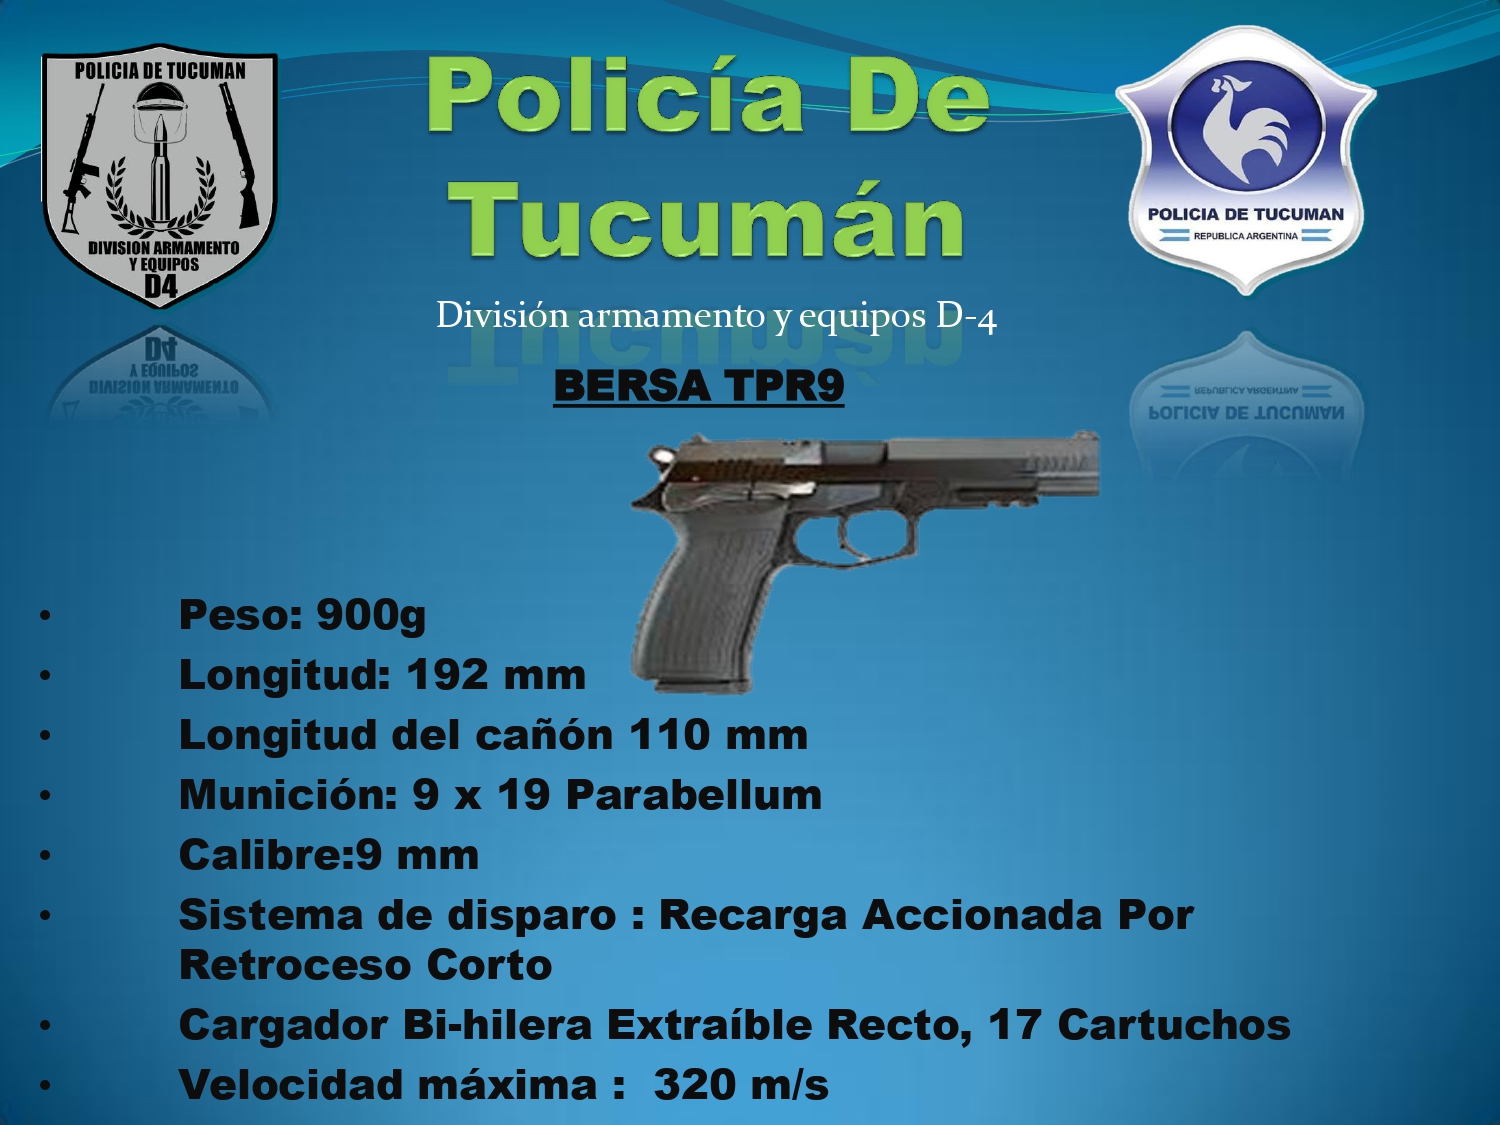 POLICIA DE TUCUMAN
DIVISION ARMAMENTO
Y EQUIPOS
D4
Policía De
Tucumán
POLICIA DE TUCUMAN
REPUBLICA ARGENTINA
División armamento y equipos D-4
BERSA TPR9
• Peso: 900g
• Longitud: 192 mm
• Longitud del cañón 110 mm
• Munición: 9 x 19 Parabellum
• Calibre:9 mm
• Sistema de disparo : Recarga Accionada Por
Retroceso Corto
• Cargador Bi-hilera Extraíble Recto, 17 Cartuchos
• Velocidad máxima : 320 m/s